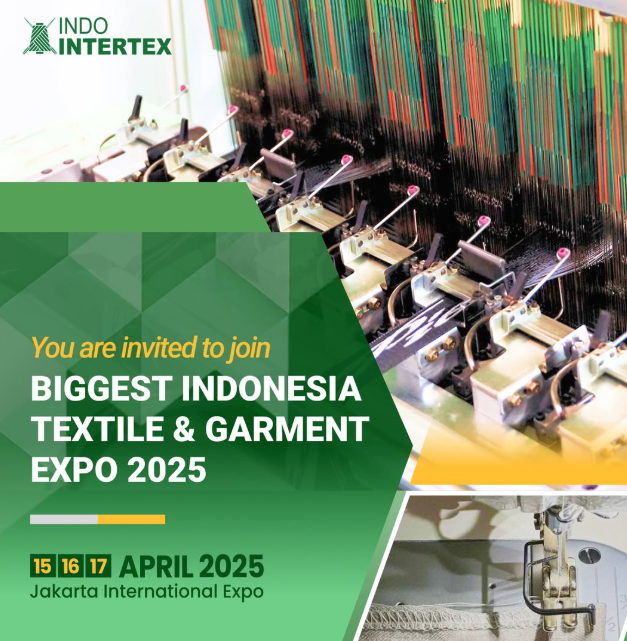 INDO
INTERTEX
You are invited to join
BIGGEST INDONESIA
TEXTILE & GARMENT
EXPO 2025
15 16 17 APRIL 2025
Jakarta International Expo